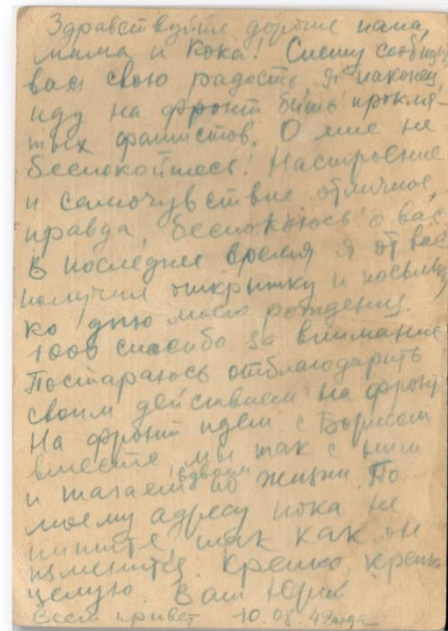 Здравствуйте дорогие папа,
мама и Кока! Спешу сообщить
вам свою радость, я наконец
иду на фронт бить прокля-
тых фашистов. О мне не
беспокойтесь! Настроение
и самочувствие отличное,
правда, беспокоюсь о вас
В последнее время я от вас
получил открытку и посылку
ко дню моего рождения.
1000 спасибо за внимание
Постараюсь отблагодарить
своим действием на фронте
На фронт идем с Борисом
вместе, мы так с ним
и шагаем вдвоем по жизни. По
моему адресу пока не
пишите, так как он
изменится. Крепко, крепко
целую. Ваш Юрий
Всем привет 10.08.42 года